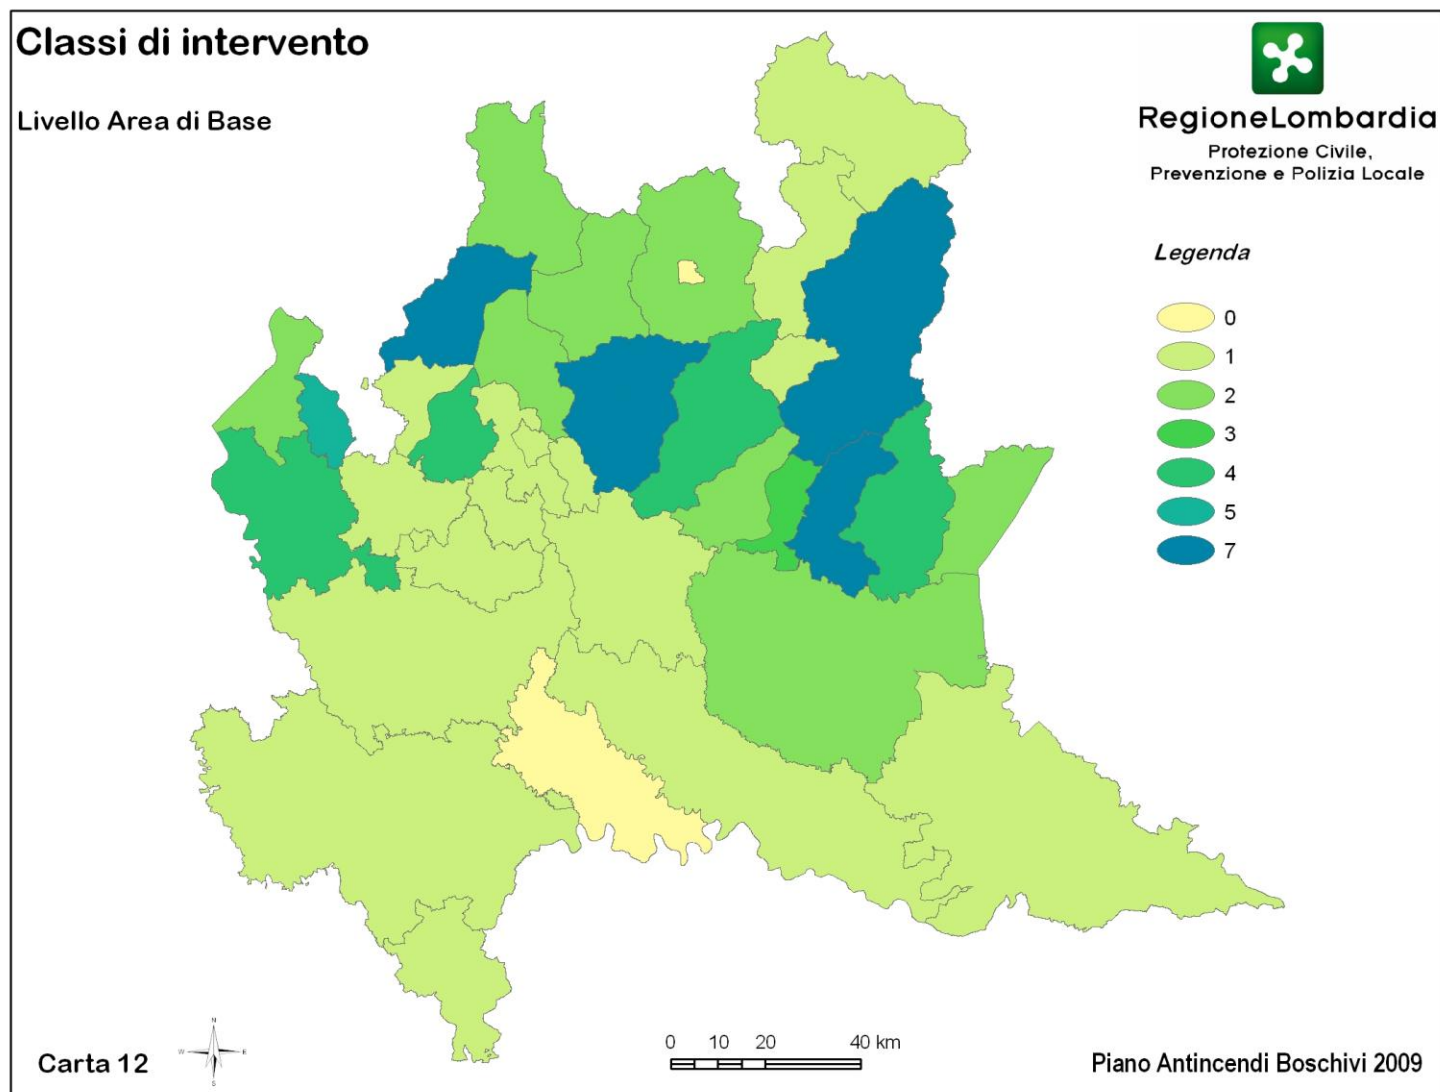 Classi di intervento
Livello Area di Base
RegioneLombardia
Protezione Civile,
Prevenzione e Polizia Locale
Legenda
0
1
2
3
4
5
7
N
W E
S
Carta 12
0 10 20 40 km
Piano Antincendi Boschivi 2009